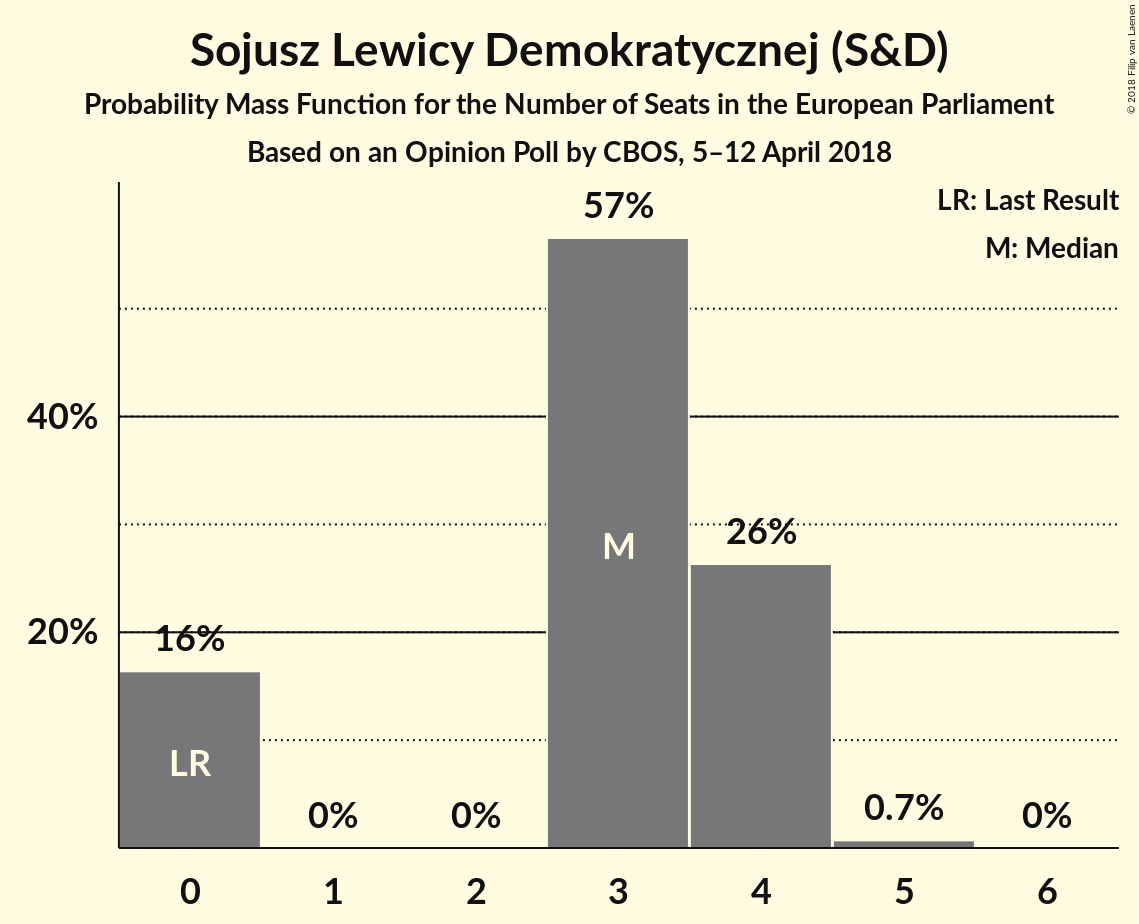 Sojusz Lewicy Demokratycznej (S&D)
Probability Mass Function for the Number of Seats in the European Parliament
Based on an Opinion Poll by CBOS, 5–12 April 2018
© 2018 Filip van Laenen
LR: Last Result
M: Median
57%
40%
26%
20%
16%
M
LR
0%
0%
0.7%
0%
0
1
2
3
4
5
6